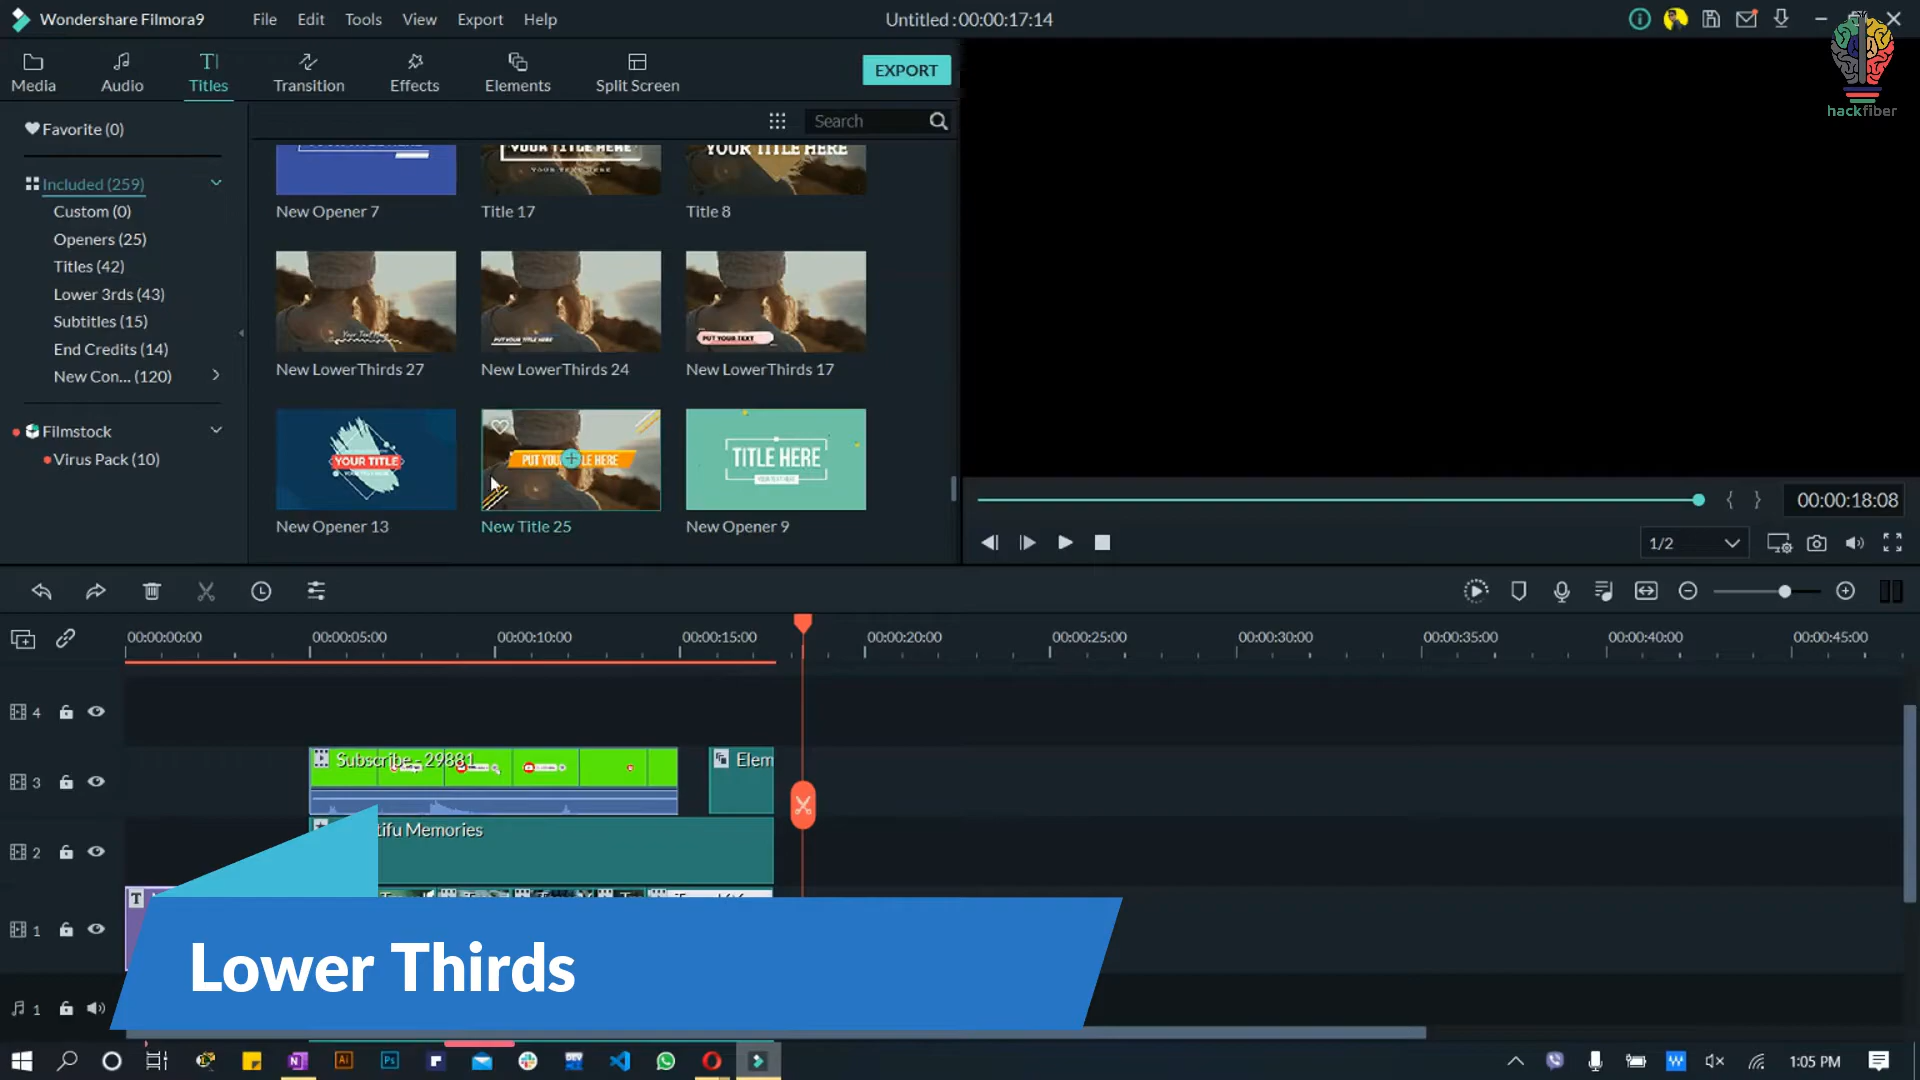 Wondershare Filmora9
File Edit Tools View Export Help
Untitled : 00:00:17:14
hackfiber
Media
Audio
Titles
Transition
Effects
Elements
Split Screen
EXPORT
Favorite (0)
Included (259)
Custom (0)
Openers (25)
Titles (42)
Lower 3rds (43)
Subtitles (15)
End Credits (14)
New Con... (120)
Filmstock
Virus Pack (10)
Search
YOUR TITLE HERE
YOUR TEXT HERE
YOUR TITLE HERE
New Opener 7
Title 17
Title 8
Your Text Here
PUT YOUR TITLE HERE
PUT YOUR TEXT
New LowerThirds 27
New LowerThirds 24
New LowerThirds 17
YOUR TITLE
TITLE HERE
YOUR TEXT HERE
New Opener 13
New Title 25
New Opener 9
{ }
00:00:18:08
1/2
00:00:00:00
00:00:05:00
00:00:10:00
00:00:15:00
00:00:20:00
00:00:25:00
00:00:30:00
00:00:35:00
00:00:40:00
00:00:45:00
4
3
Subscribe - 29881
Elem
2
tifu Memories
1
T
Lower Thirds
1
Ai
Ps
1:05 PM